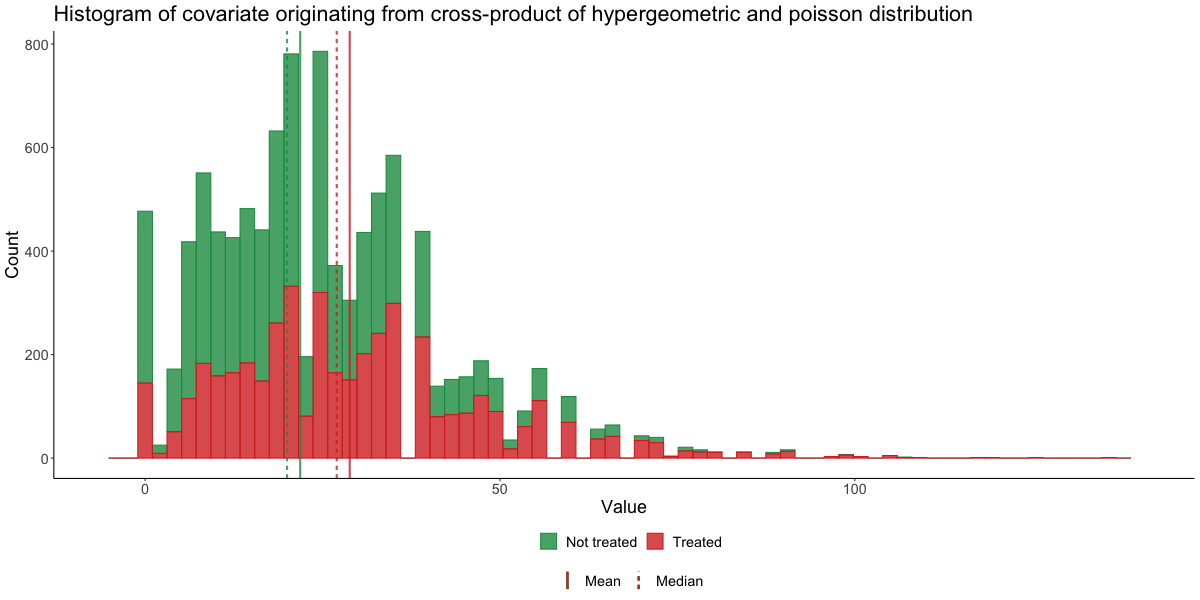 Histogram of covariate originating from cross-product of hypergeometric and poisson distribution
800
600
400
200
0
Count
0 50 100
Value
Not treated Treated
Mean Median